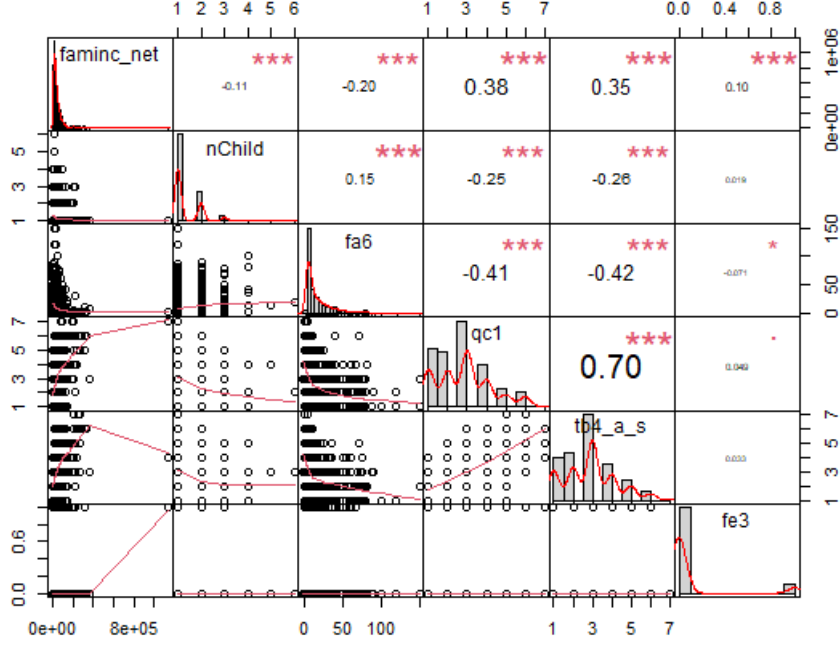 1 2 3 4 5 6 1 3 5 7 0.0 0.4 0.8
faminc_net *** *** *** *** ***
-0.11 -0.20 0.38 0.35 0.10
0e+00 1e+06
nChild *** *** ***
0.15 -0.25 -0.26 0.019
1 3 5
fa6 *** *** *
-0.41 -0.42 -0.071
0 50 150
qc1 *** .
0.70 0.049
1 3 5 7
tb4_a_s
0.033
1 3 5 7
fe3
0.0 0.6
0e+00 8e+05 0 50 100 1 3 5 7